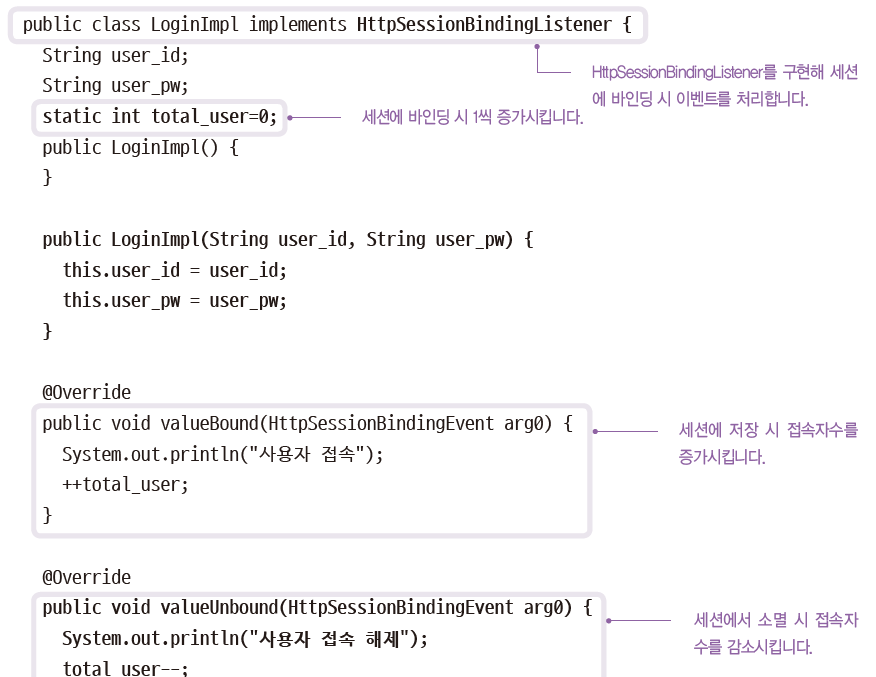 public class LoginImpl implements HttpSessionBindingListener {
String user_id;
HttpSessionBindingListener를 구현해 세션
에 바인딩 시 이벤트를 처리합니다.
String user_pw;
static int total_user=0;
세션에 바인딩 시 1씩 증가시킵니다.
public LoginImpl() {
}
public LoginImpl(String user_id, String user_pw) {
this.user_id = user_id;
this.user_pw = user_pw;
}
@Override
public void valueBound(HttpSessionBindingEvent arg0) {
세션에 저장 시 접속자수를
증가시킵니다.
System.out.println("사용자 접속");
++total_user;
}
@Override
public void valueUnbound(HttpSessionBindingEvent arg0) {
세션에서 소멸 시 접속자
수를 감소시킵니다.
System.out.println("사용자 접속 해제");
total_user--;